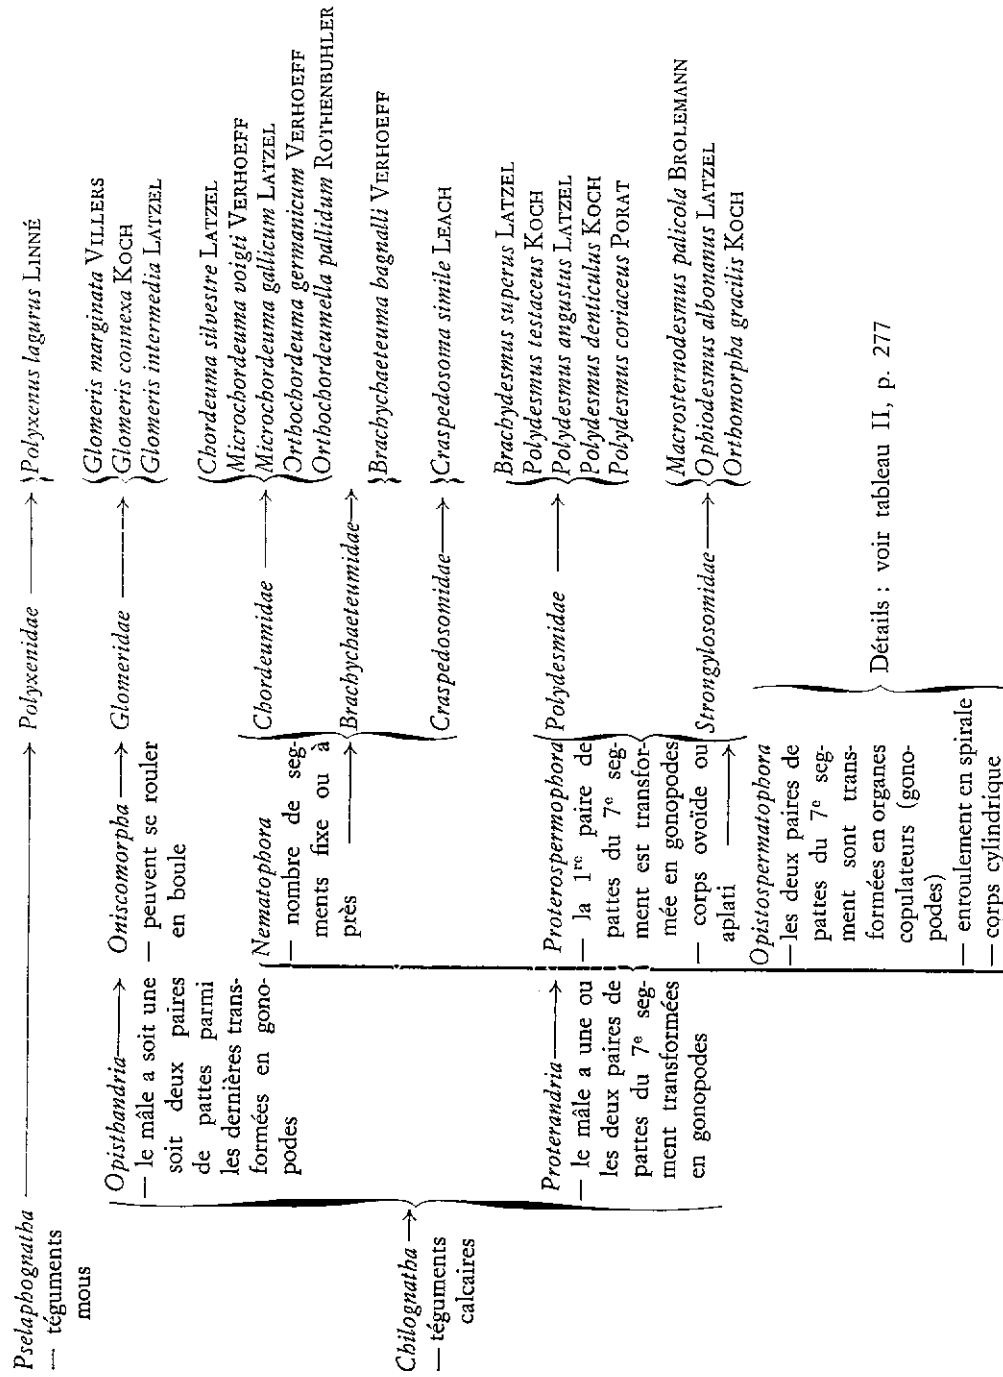 Pselaphognatha ⟶ Polyxenidae ⟶ }{Polyxenus lagurus LINNÉ
— téguments
mous
Chilognatha ⟶
— téguments
calcaires
Opisthandria ⟶
— le mâle a soit une
soit deux paires
de pattes parmi
les dernières trans-
formées en gono-
podes
Oniscomorpha ⟶ Glomeridae ⟶
— peuvent se rouler
en boule
Glomeris marginata VILLERS
Glomeris connexa KOCH
Glomeris intermedia LATZEL
Proterandria ⟶
— le mâle a une ou
les deux paires de
pattes du 7e seg-
ment transformées
en gonopodes
Nematophora
— nombre de seg-
ments fixe ou à
près ⟶
Chordeumidae ⟶
Chordeuma silvestre LATZEL
Microchordeuma voigti VERHOEFF
Microchordeuma gallicum LATZEL
Orthochordeuma germanicum VERHOEFF
Orthochordeumella pallidum ROTHENBUHLER
Brachychaeteumidae ⟶ }{Brachychaeteuma bagnalli VERHOEFF
Craspedosomidae ⟶ }{Craspedosoma simile LEACH
Proterospermophora
— la 1re paire de
pattes du 7e seg-
ment est transfor-
mée en gonopodes
— corps ovoïde ou
aplati ⟶
Polydesmidae ⟶
Brachydesmus superus LATZEL
Polydesmus testaceus KOCH
Polydesmus angustus LATZEL
Polydesmus denticulus KOCH
Polydesmus coriaceus PORAT
Strongylosomidae ⟶
Macrosternodesmus palicola BROLEMANN
Ophiodesmus albonanus LATZEL
Orthomorpha gracilis KOCH
Opistospermatophora
— les deux paires de
pattes du 7e seg-
ment sont trans-
formées en organes
copulateurs (gono-
podes)
— enroulement en spirale
— corps cylindrique
Détails : voir tableau II, p. 277